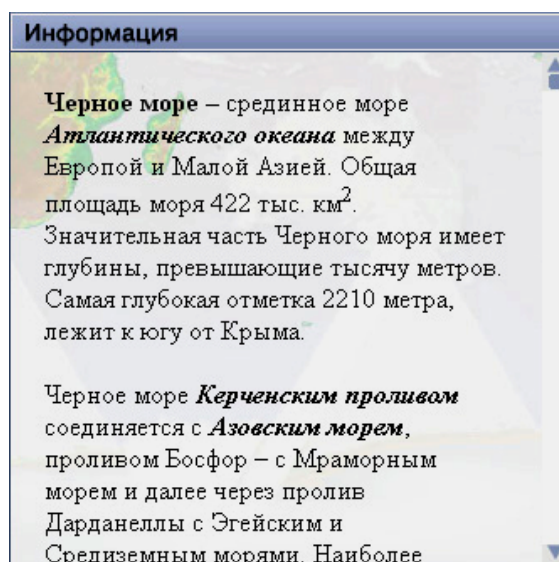 Информация
Черное море – срединное море
Атлантического океана между
Европой и Малой Азией. Общая
площадь моря 422 тыс. км².
Значительная часть Черного моря имеет
глубины, превышающие тысячу метров.
Самая глубокая отметка 2210 метра,
лежит к югу от Крыма.
Черное море Керченским проливом
соединяется с Азовским морем,
проливом Босфор – с Мраморным
морем и далее через пролив
Дарданеллы с Эгейским и
Средиземным морями. Наиболее